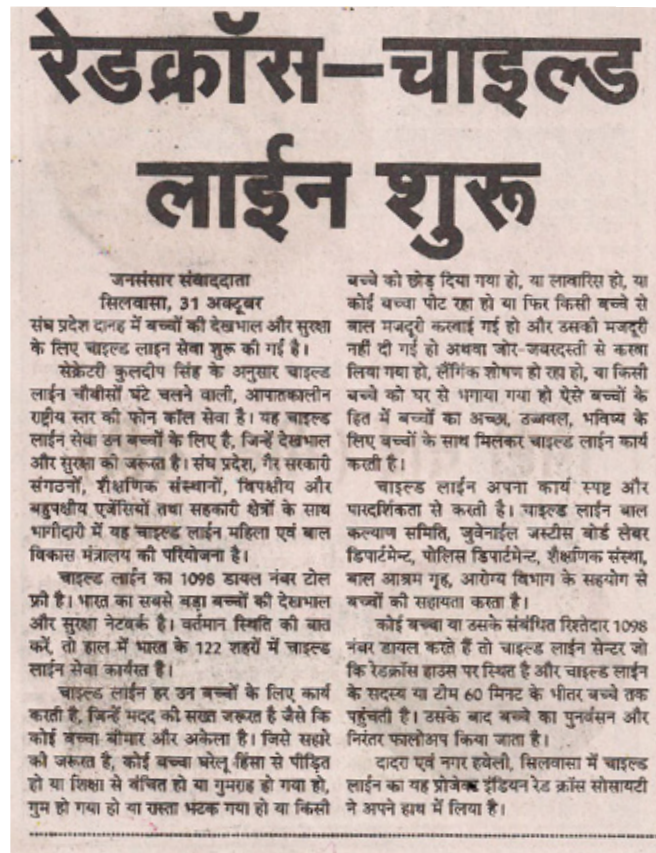 रेडक्रॉस–चाइल्ड
लाईन शुरू
जनसंसार संवाददाता
सिलवासा, 31 अक्टूबर
संघ प्रदेश दानह में बच्चों की देखभाल और सुरक्षा
के लिए चाइल्ड लाइन सेवा शुरू की गई है।
सेक्रेटरी कुलदीप सिंह के अनुसार चाइल्ड
लाईन चौबीसों घंटे चलने वाली, आपातकालीन
राष्ट्रीय स्तर की फोन कॉल सेवा है। यह चाइल्ड
लाईन सेवा उन बच्चों के लिए है, जिन्हें देखभाल
और सुरक्षा की जरूरत है। संघ प्रदेश, गैर सरकारी
संगठनों, शैक्षणिक संस्थानों, विपक्षीय और
बहुपक्षीय एजेंसियों तथा सहकारी क्षेत्रों के साथ
भागीदारी में यह चाइल्ड लाईन महिला एवं बाल
विकास मंत्रालय की परियोजना है।
चाइल्ड लाईन का 1098 डायल नंबर टोल
फ्री है। भारत का सबसे बड़ा बच्चों की देखभाल
और सुरक्षा नेटवर्क है। वर्तमान स्थिति की बात
करें, तो हाल में भारत के 122 शहरों में चाइल्ड
लाईन सेवा कार्यरत है।
चाइल्ड लाईन हर उन बच्चों के लिए कार्य
करती है, जिन्हें मदद की सख्त जरूरत है जैसे कि
कोई बच्चा बीमार और अकेला है। जिसे सहारे
की जरूरत है, कोई बच्चा घरेलू हिंसा से पीड़ित
हो या शिक्षा से वंचित हो या गुमराह हो गया हो,
गुम हो गया हो या रास्ता भटक गया हो या किसी
बच्चे को छोड़ दिया गया हो, या लावारिस हो, या
कोई बच्चा पीट रहा हो या फिर किसी बच्चे से
बाल मजदूरी करवाई गई हो और उसकी मजदूरी
नहीं दी गई हो अथवा जोर-जबरदस्ती से करवा
लिया गया हो, लैंगिक शोषण हो रहा हो, या किसी
बच्चे को घर से भगाया गया हो ऐसे बच्चों के
हित में बच्चों का अच्छा, उज्जवल, भविष्य के
लिए बच्चों के साथ मिलकर चाइल्ड लाईन कार्य
करती है।
चाइल्ड लाईन अपना कार्य स्पष्ट और
पारदर्शिकता से करती है। चाइल्ड लाईन बाल
कल्याण समिति, जुवेनाईल जस्टीस बोर्ड लेबर
डिपार्टमेन्ट, पोलिस डिपार्टमेन्ट, शैक्षणिक संस्था,
बाल आश्रम गृह, आरोग्य विभाग के सहयोग से
बच्चों की सहायता करता है।
कोई बच्चा या उसके संबंधित रिश्तेदार 1098
नंबर डायल करते हैं तो चाइल्ड लाईन सेन्टर जो
कि रेडक्रॉस हाउस पर स्थित है और चाइल्ड लाईन
के सदस्य या टीम 60 मिनट के भीतर बच्चे तक
पहुंचती है। उसके बाद बच्चे का पुनर्वसन और
निरंतर फालोअप किया जाता है।
दादरा एवं नगर हवेली, सिलवासा में चाइल्ड
लाईन का यह प्रोजेक्ट इंडियन रेड क्रॉस सोसायटी
ने अपने हाथ में लिया है।